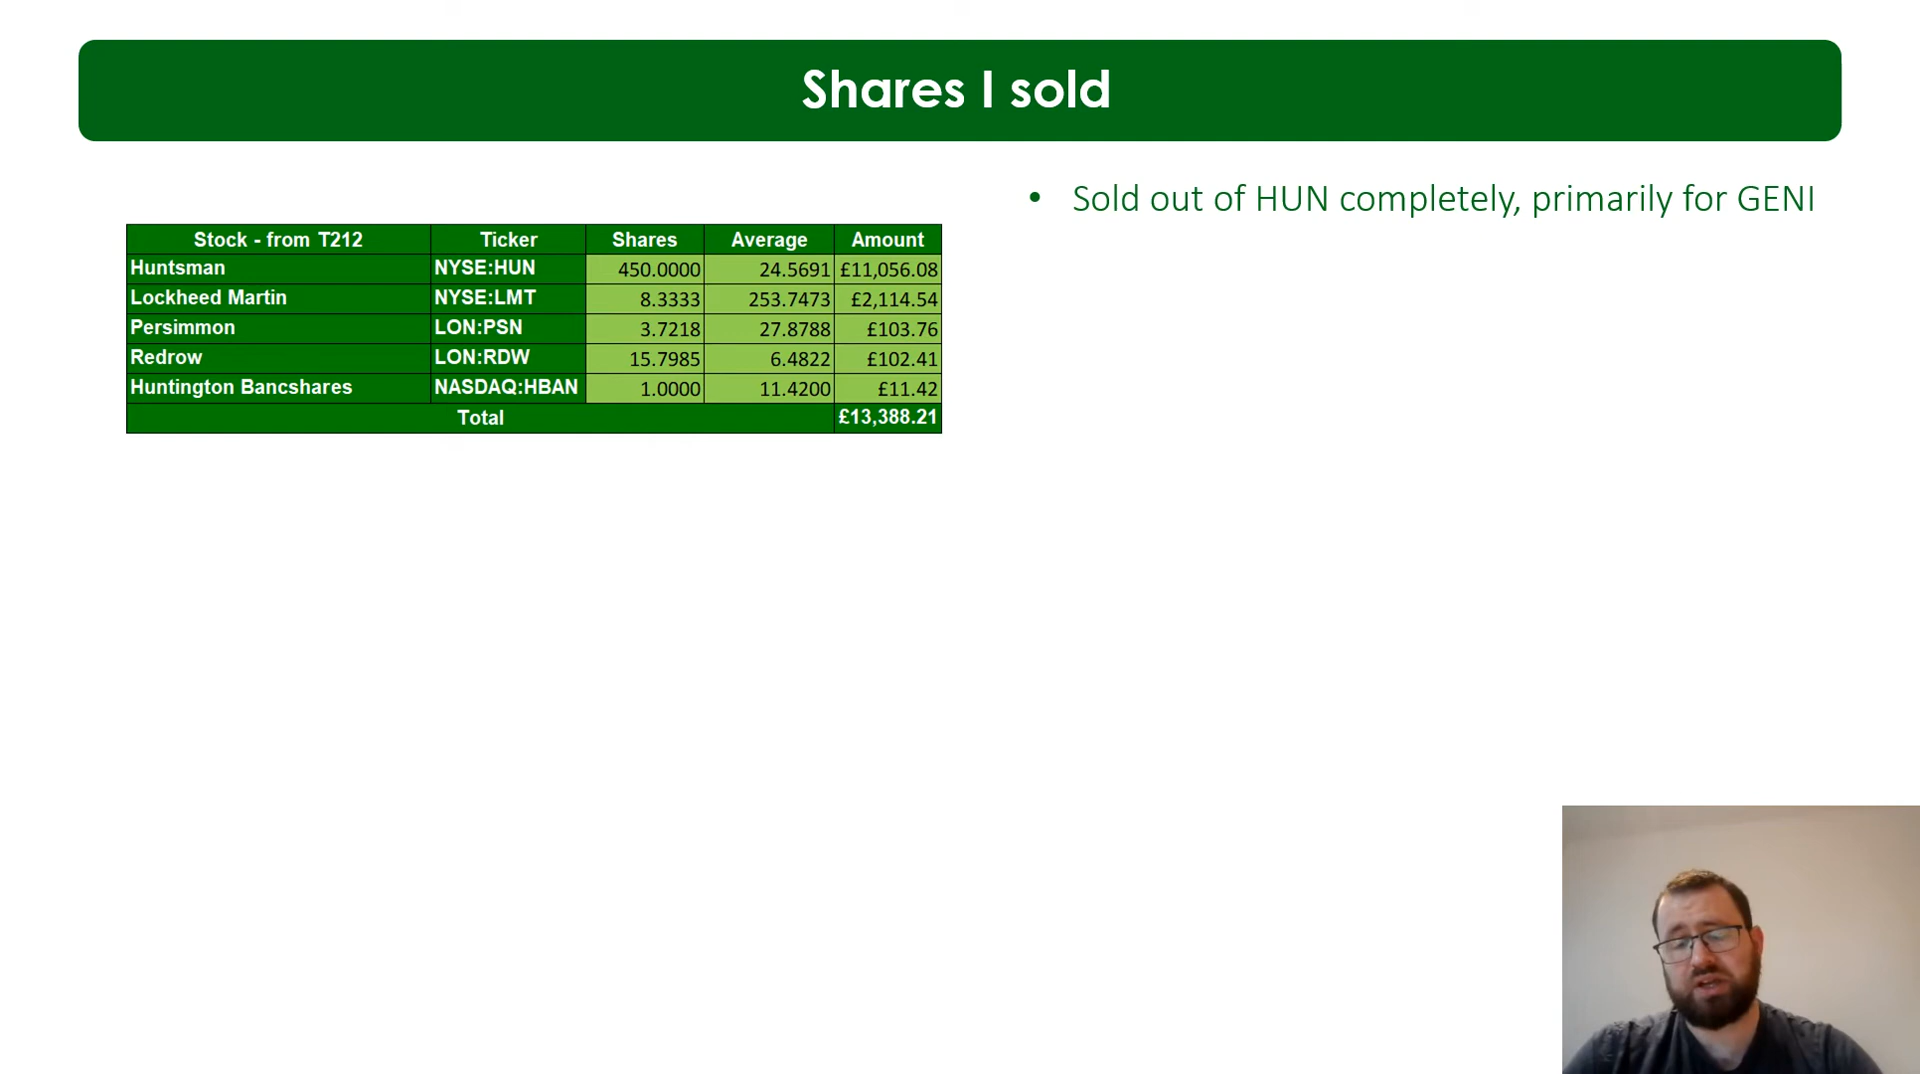 Shares I sold
• Sold out of HUN completely, primarily for GENI
Stock - from T212 Ticker Shares Average Amount
Huntsman NYSE:HUN 450.0000 24.5691 £11,056.08
Lockheed Martin NYSE:LMT 8.3333 253.7473 £2,114.54
Persimmon LON:PSN 3.7218 27.8788 £103.76
Redrow LON:RDW 15.7985 6.4822 £102.41
Huntington Bancshares NASDAQ:HBAN 1.0000 11.4200 £11.42
Total £13,388.21